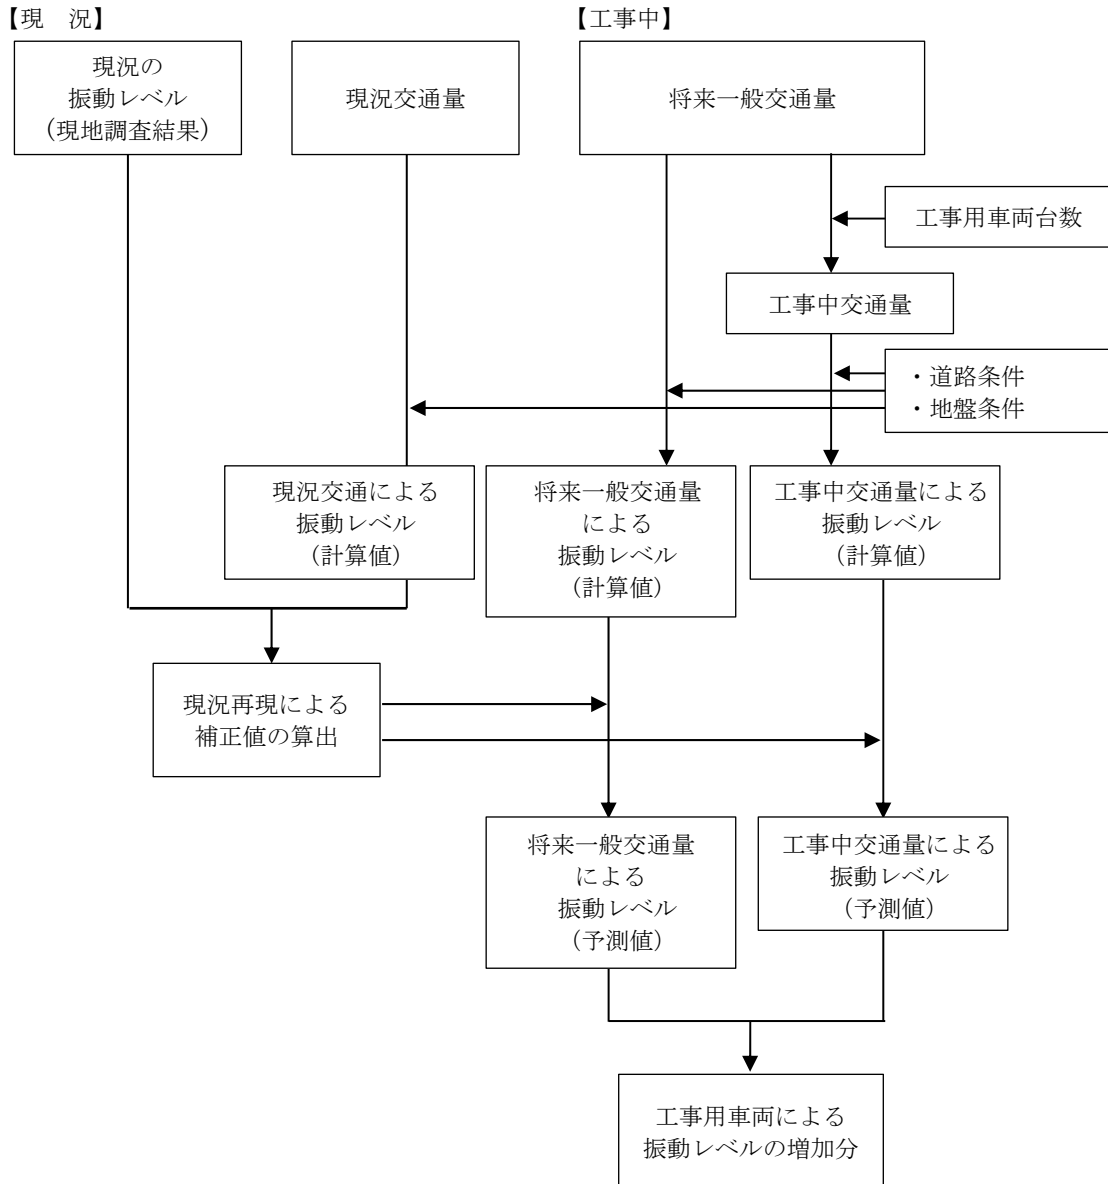 【現　況】
【工事中】
現況の
振動レベル
（現地調査結果）
現況交通量
将来一般交通量
工事用車両台数
工事中交通量
・道路条件
・地盤条件
現況交通による
振動レベル
（計算値）
将来一般交通量
による
振動レベル
（計算値）
工事中交通量による
振動レベル
（計算値）
現況再現による
補正値の算出
将来一般交通量
による
振動レベル
（予測値）
工事中交通量による
振動レベル
（予測値）
工事用車両による
振動レベルの増加分